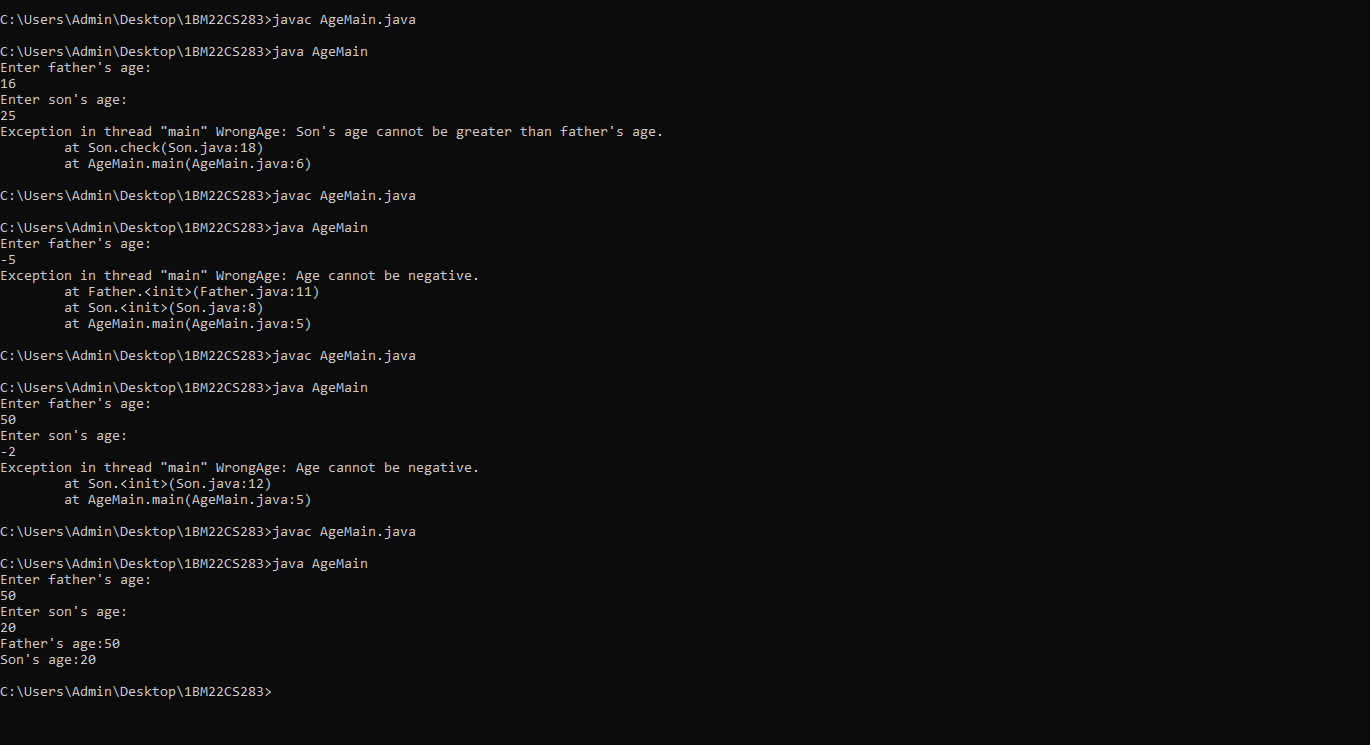 C:\Users\Admin\Desktop\1BM22CS283>javac AgeMain.java
C:\Users\Admin\Desktop\1BM22CS283>java AgeMain
Enter father's age:
16
Enter son's age:
25
Exception in thread "main" WrongAge: Son's age cannot be greater than father's age.
        at Son.check(Son.java:18)
        at AgeMain.main(AgeMain.java:6)
C:\Users\Admin\Desktop\1BM22CS283>javac AgeMain.java
C:\Users\Admin\Desktop\1BM22CS283>java AgeMain
Enter father's age:
-5
Exception in thread "main" WrongAge: Age cannot be negative.
        at Father.<init>(Father.java:11)
        at Son.<init>(Son.java:8)
        at AgeMain.main(AgeMain.java:5)
C:\Users\Admin\Desktop\1BM22CS283>javac AgeMain.java
C:\Users\Admin\Desktop\1BM22CS283>java AgeMain
Enter father's age:
50
Enter son's age:
-2
Exception in thread "main" WrongAge: Age cannot be negative.
        at Son.<init>(Son.java:12)
        at AgeMain.main(AgeMain.java:5)
C:\Users\Admin\Desktop\1BM22CS283>javac AgeMain.java
C:\Users\Admin\Desktop\1BM22CS283>java AgeMain
Enter father's age:
50
Enter son's age:
20
Father's age:50
Son's age:20
C:\Users\Admin\Desktop\1BM22CS283>